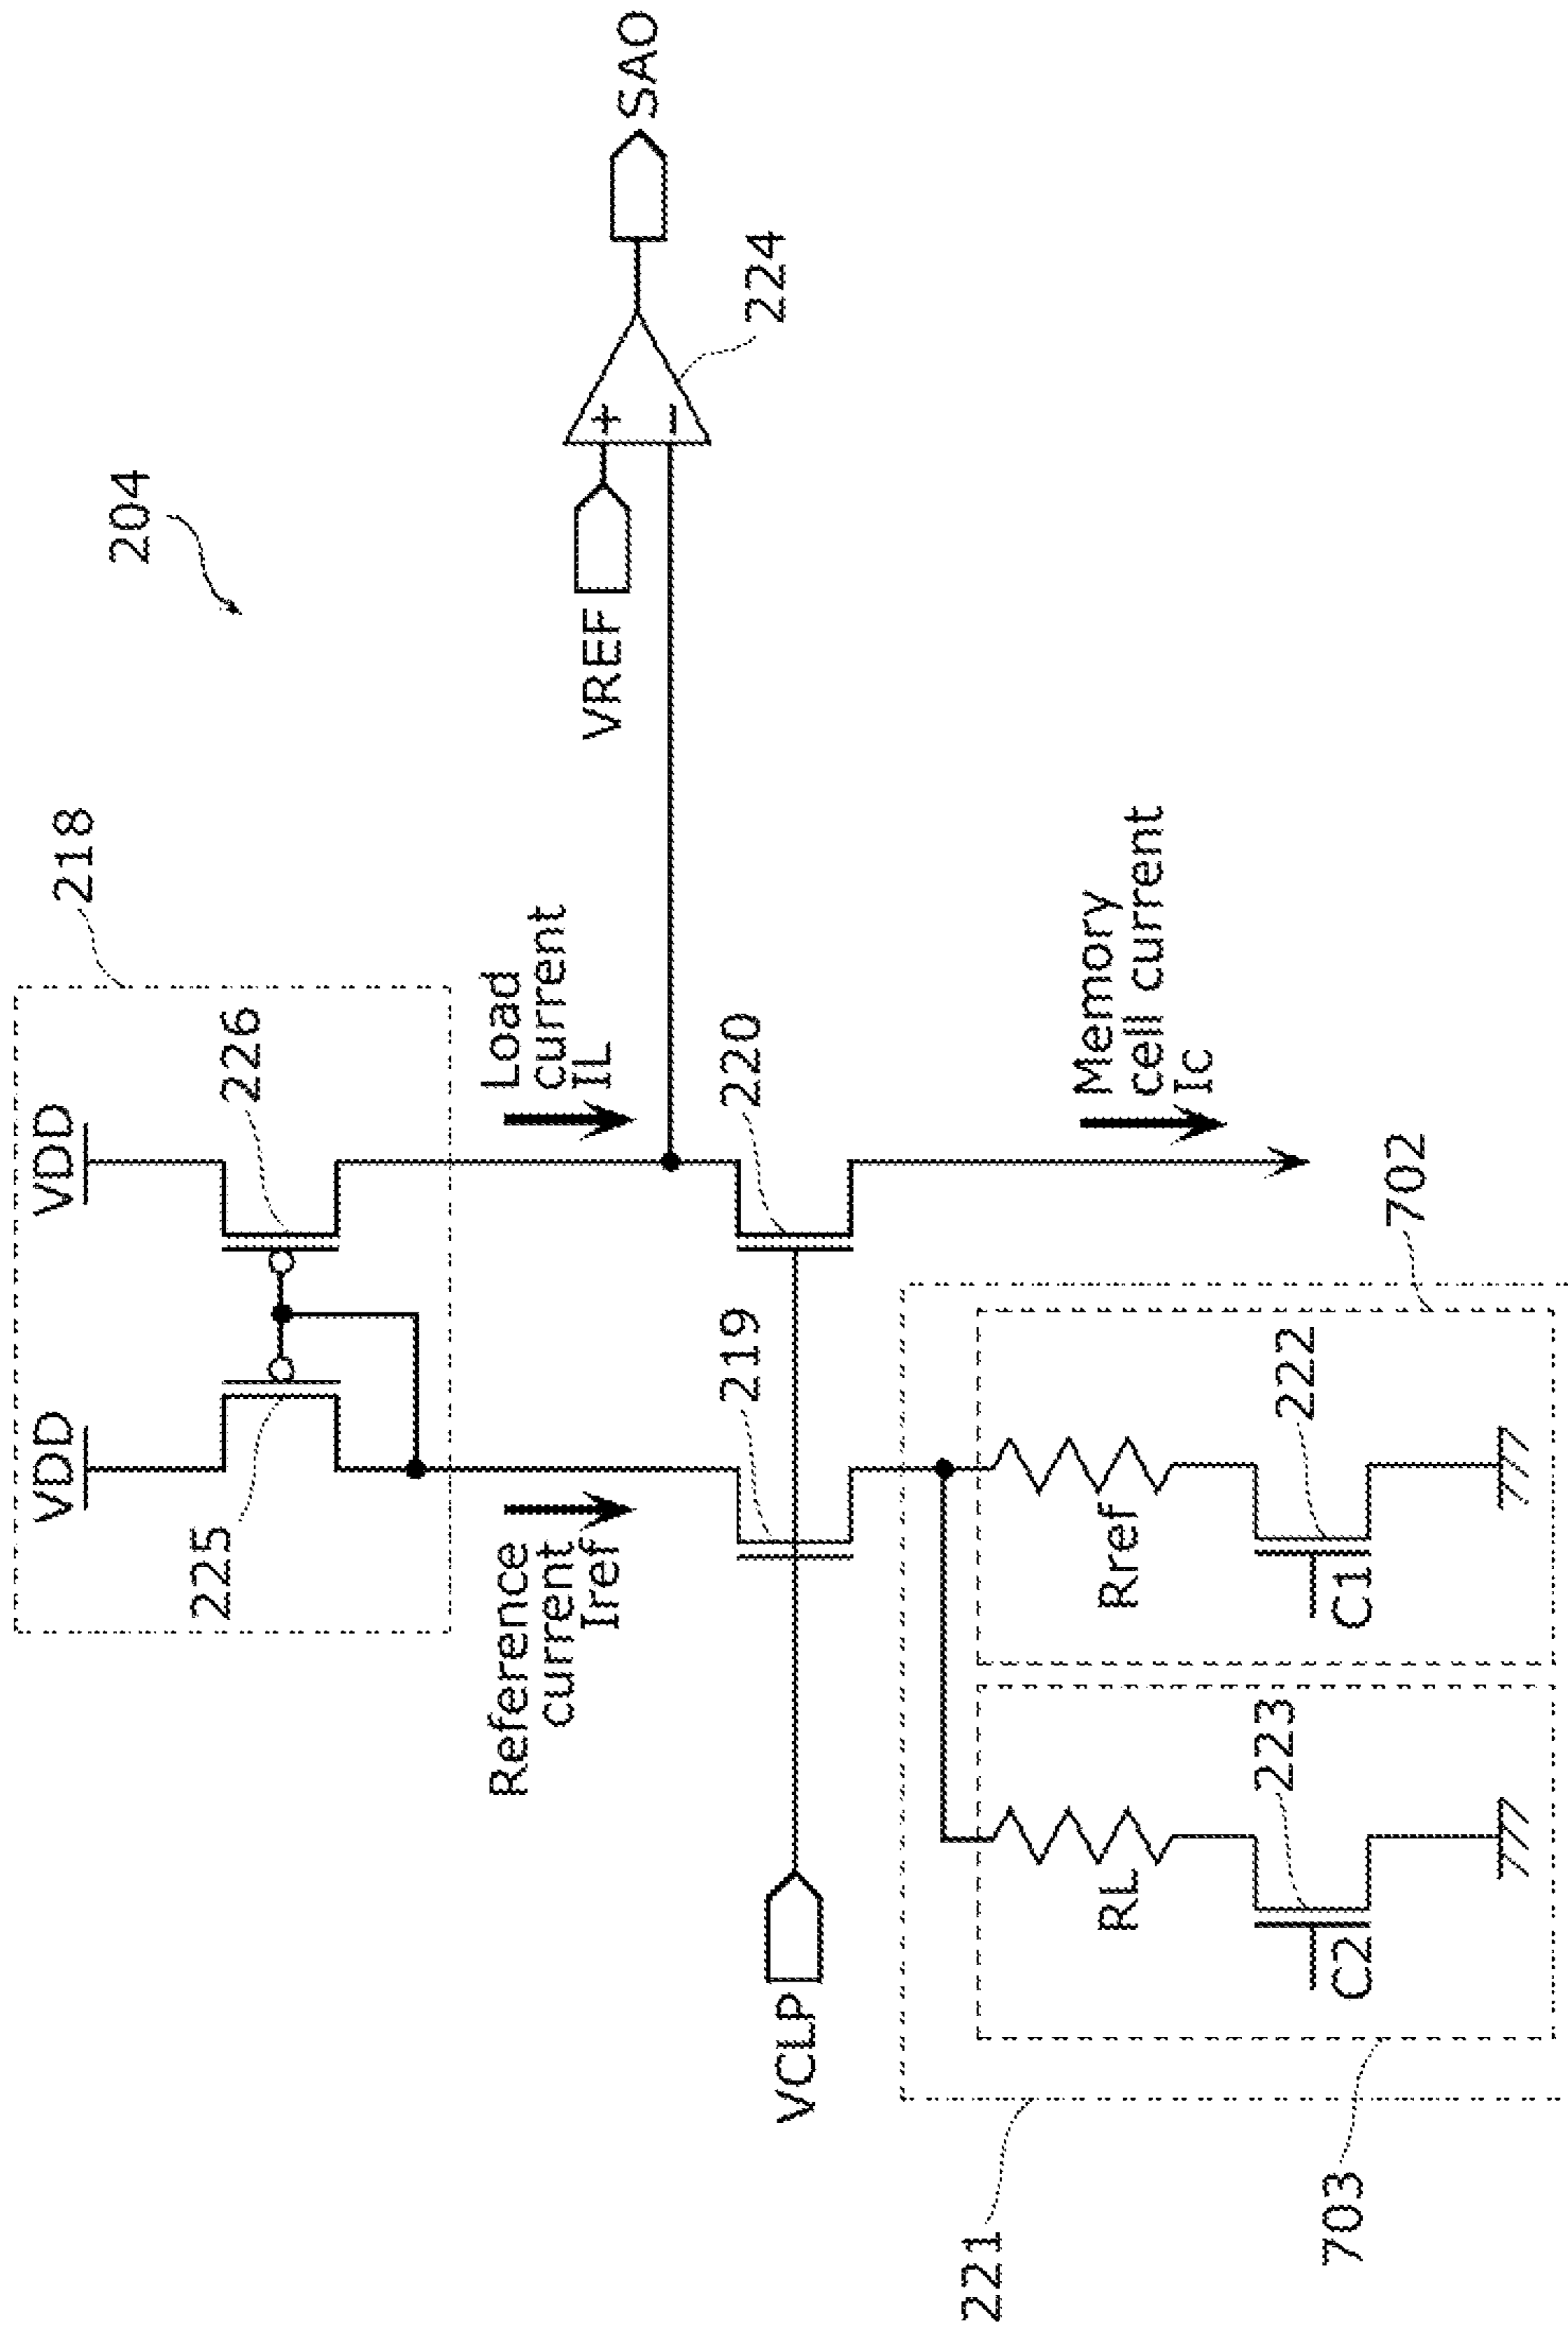 204
218
VDD
VDD
225
226
Reference
current
Iref
Load
current
IL
VREF
+
−
SAO
224
VCLP
219
220
Memory
cell current
Ic
221
703
702
RL
Rref
C2
223
C1
222